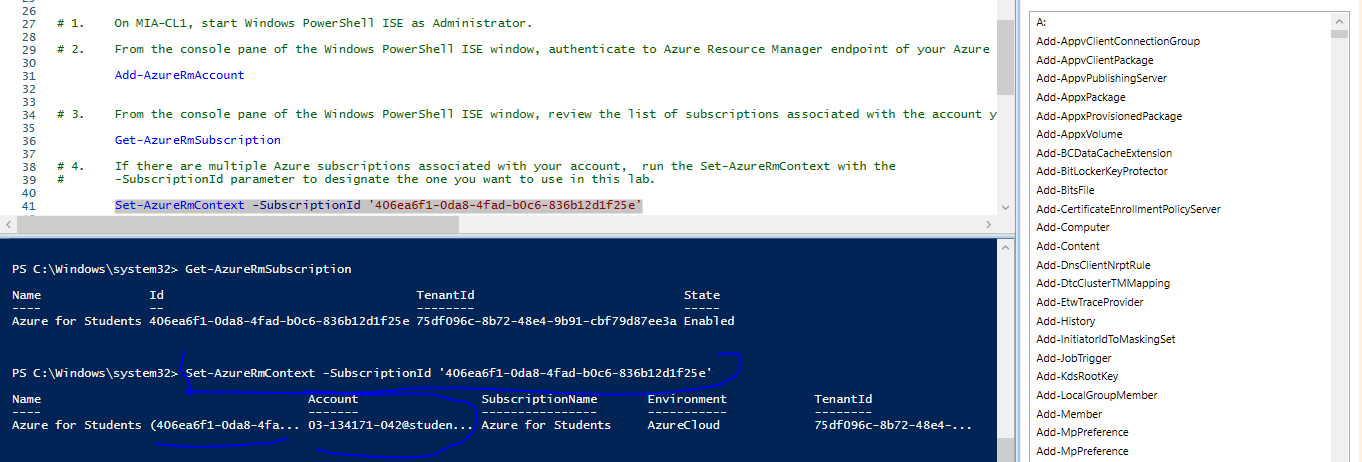 26
27 # 1. On MIA-CL1, start Windows PowerShell ISE as Administrator.
28
29 # 2. From the console pane of the Windows PowerShell ISE window, authenticate to Azure Resource Manager endpoint of your Azure
30
31 Add-AzureRmAccount
32
33
34 # 3. From the console pane of the Windows PowerShell ISE window, review the list of subscriptions associated with the account y
35
36 Get-AzureRmSubscription
37
38 # 4. If there are multiple Azure subscriptions associated with your account, run the Set-AzureRmContext with the
39 # -SubscriptionId parameter to designate the one you want to use in this lab.
40
41 Set-AzureRmContext -SubscriptionId '406ea6f1-0da8-4fad-b0c6-836b12d1f25e'
PS C:\Windows\system32> Get-AzureRmSubscription
Name Id TenantId State
---- -- -------- -----
Azure for Students 406ea6f1-0da8-4fad-b0c6-836b12d1f25e 75df096c-8b72-48e4-9b91-cbf79d87ee3a Enabled
PS C:\Windows\system32> Set-AzureRmContext -SubscriptionId '406ea6f1-0da8-4fad-b0c6-836b12d1f25e'
Name Account SubscriptionName Environment TenantId
---- ------- ---------------- ----------- --------
Azure for Students (406ea6f1-0da8-4fa... 03-134171-042@studen... Azure for Students AzureCloud 75df096c-8b72-48e4-...
A:
Add-AppvClientConnectionGroup
Add-AppvClientPackage
Add-AppvPublishingServer
Add-AppxPackage
Add-AppxProvisionedPackage
Add-AppxVolume
Add-BCDataCacheExtension
Add-BitLockerKeyProtector
Add-BitsFile
Add-CertificateEnrollmentPolicyServer
Add-Computer
Add-Content
Add-DnsClientNrptRule
Add-DtcClusterTMMapping
Add-EtwTraceProvider
Add-History
Add-InitiatorIdToMaskingSet
Add-JobTrigger
Add-KdsRootKey
Add-LocalGroupMember
Add-Member
Add-MpPreference
Add-MpPreference